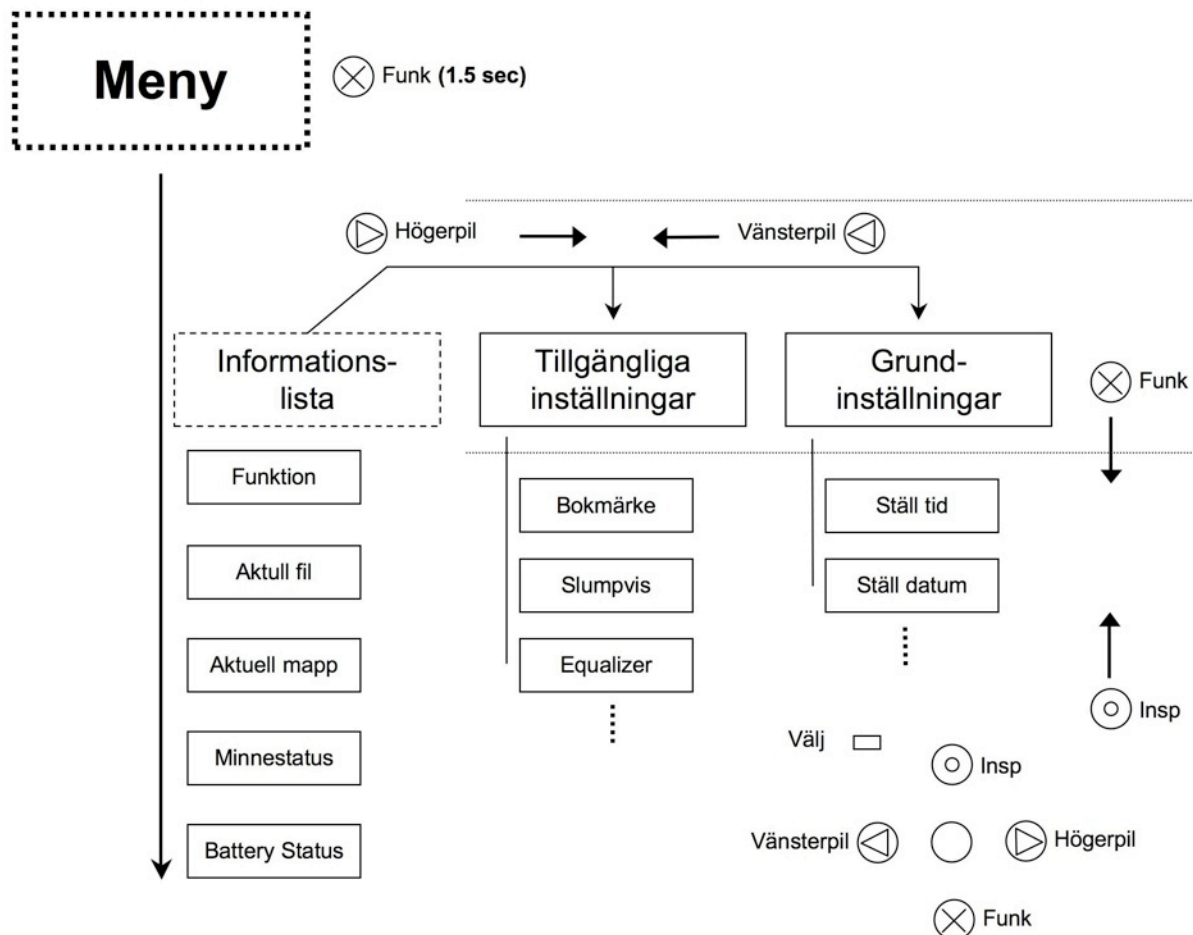 Meny
Funk (1.5 sec)
Högerpil
Vänsterpil
Informations-
lista
Tillgängliga
inställningar
Grund-
inställningar
Funk
Funktion
Aktull fil
Aktuell mapp
Minnestatus
Battery Status
Bokmärke
Slumpvis
Equalizer
Ställ tid
Ställ datum
Insp
Välj
Insp
Vänsterpil
Högerpil
Funk